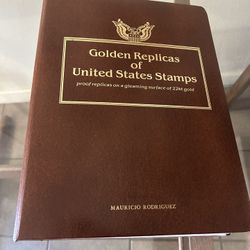 Golden Replicas
of
United States Stamps
proof replicas on a gleaming surface of 22kt gold
MAURICIO RODRIGUEZ